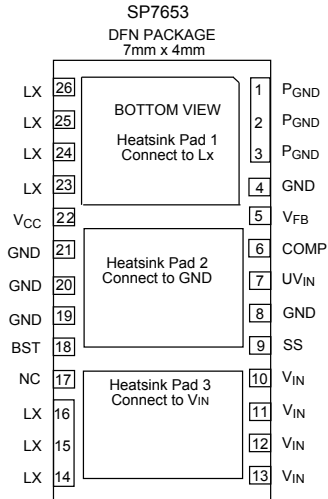 SP7653
DFN PACKAGE
7mm x 4mm
BOTTOM VIEW
Heatsink Pad 1
Connect to Lx
Heatsink Pad 2
Connect to GND
Heatsink Pad 3
Connect to VIN
LX 26
LX 25
LX 24
LX 23
VCC 22
GND 21
GND 20
GND 19
BST 18
NC 17
LX 16
LX 15
LX 14
1 PGND
2 PGND
3 PGND
4 GND
5 VFB
6 COMP
7 UVIN
8 GND
9 SS
10 VIN
11 VIN
12 VIN
13 VIN